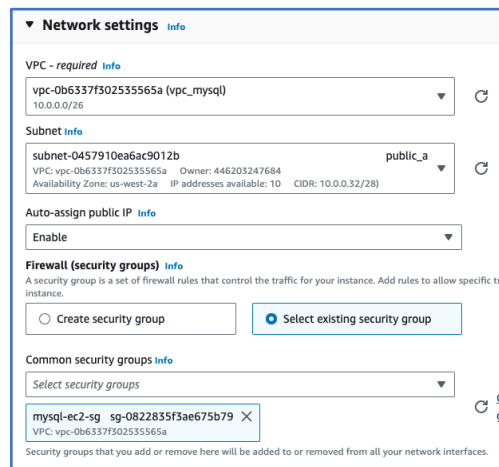 ▼ Network settings Info
VPC - required Info
vpc-0b6337f302535565a (vpc_mysql)
10.0.0.0/26
Subnet Info
subnet-0457910ea6ac9012b public_a
VPC: vpc-0b6337f302535565a Owner: 446203247684
Availability Zone: us-west-2a IP addresses available: 10 CIDR: 10.0.0.32/28)
Auto-assign public IP Info
Enable
Firewall (security groups) Info
A security group is a set of firewall rules that control the traffic for your instance. Add rules to allow specific
instance.
Create security group
Select existing security group
Common security groups Info
Select security groups
mysql-ec2-sg sg-0822835f3ae675b79
VPC: vpc-0b6337f302535565a
Security groups that you add or remove here will be added to or removed from all your network interfaces.